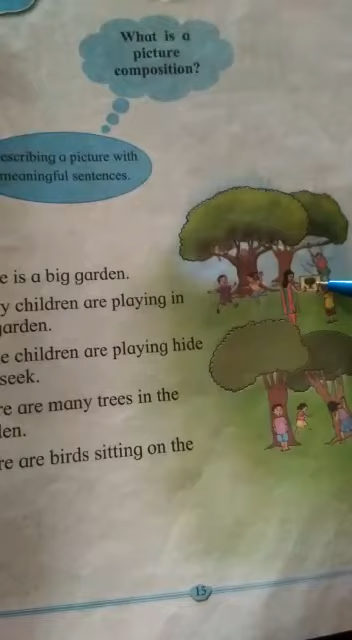 What is a
picture
composition?
escribing a picture with
meaningful sentences.
e is a big garden.
y children are playing in
garden.
e children are playing hide
seek.
re are many trees in the
len.
re are birds sitting on the
15